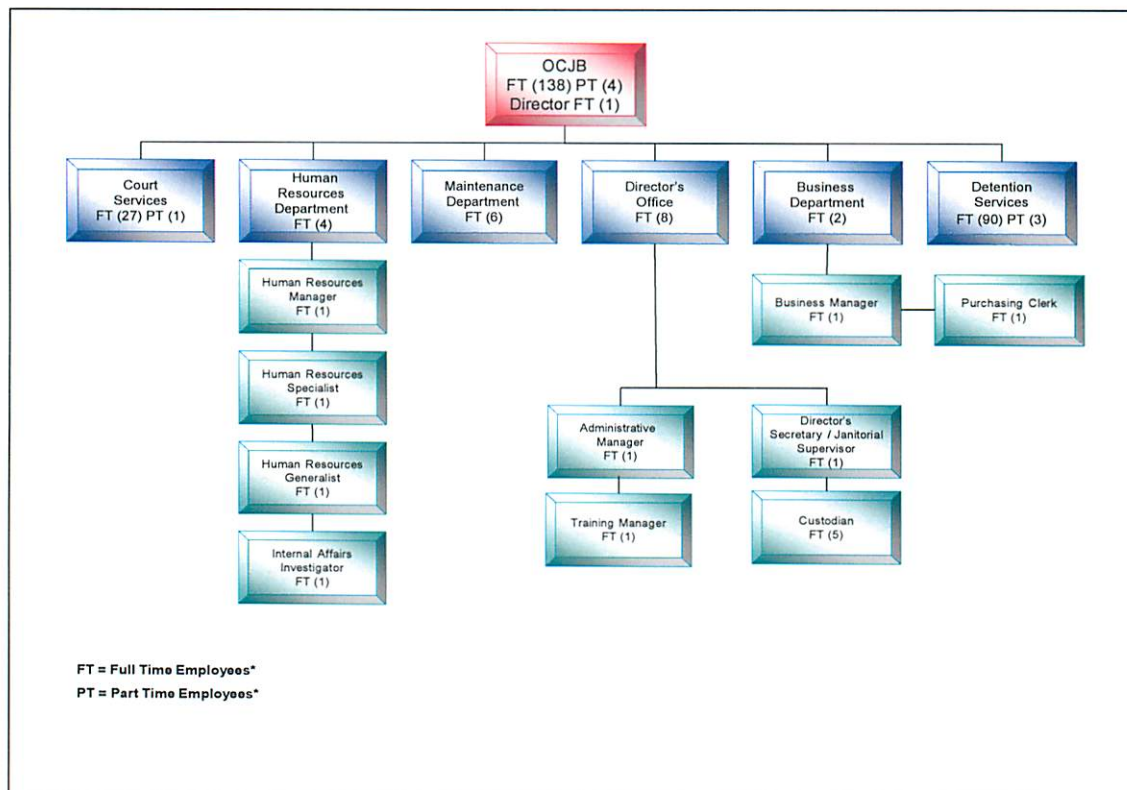 OCJB
FT (138) PT (4)
Director FT (1)
Court
Services
FT (27) PT (1)
Human
Resources
Department
FT (4)
Maintenance
Department
FT (6)
Director's
Office
FT (8)
Business
Department
FT (2)
Detention
Services
FT (90) PT (3)
Human Resources
Manager
FT (1)
Business Manager
FT (1)
Purchasing Clerk
FT (1)
Human Resources
Specialist
FT (1)
Administrative
Manager
FT (1)
Director's
Secretary / Janitorial
Supervisor
FT (1)
Human Resources
Generalist
FT (1)
Training Manager
FT (1)
Custodian
FT (5)
Internal Affairs
Investigator
FT (1)
FT = Full Time Employees*
PT = Part Time Employees*